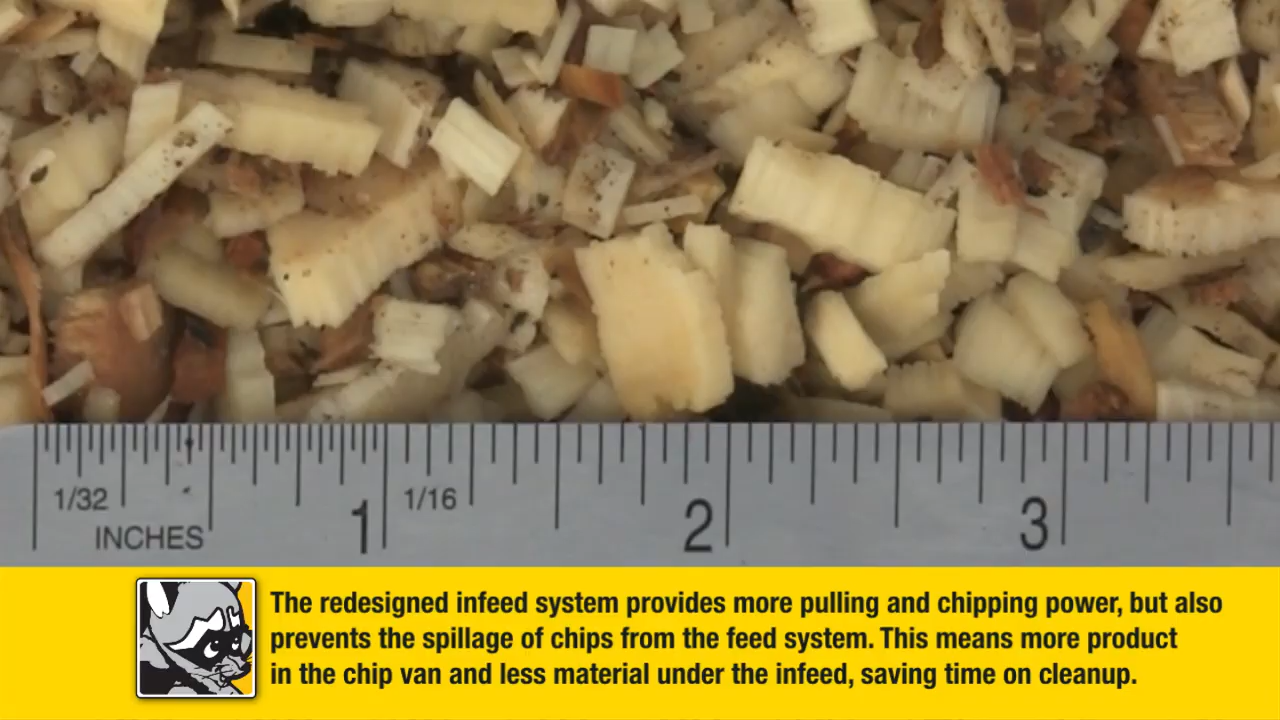 1/32
INCHES
1
1/16
2
3
The redesigned infeed system provides more pulling and chipping power, but also
prevents the spillage of chips from the feed system. This means more product
in the chip van and less material under the infeed, saving time on cleanup.